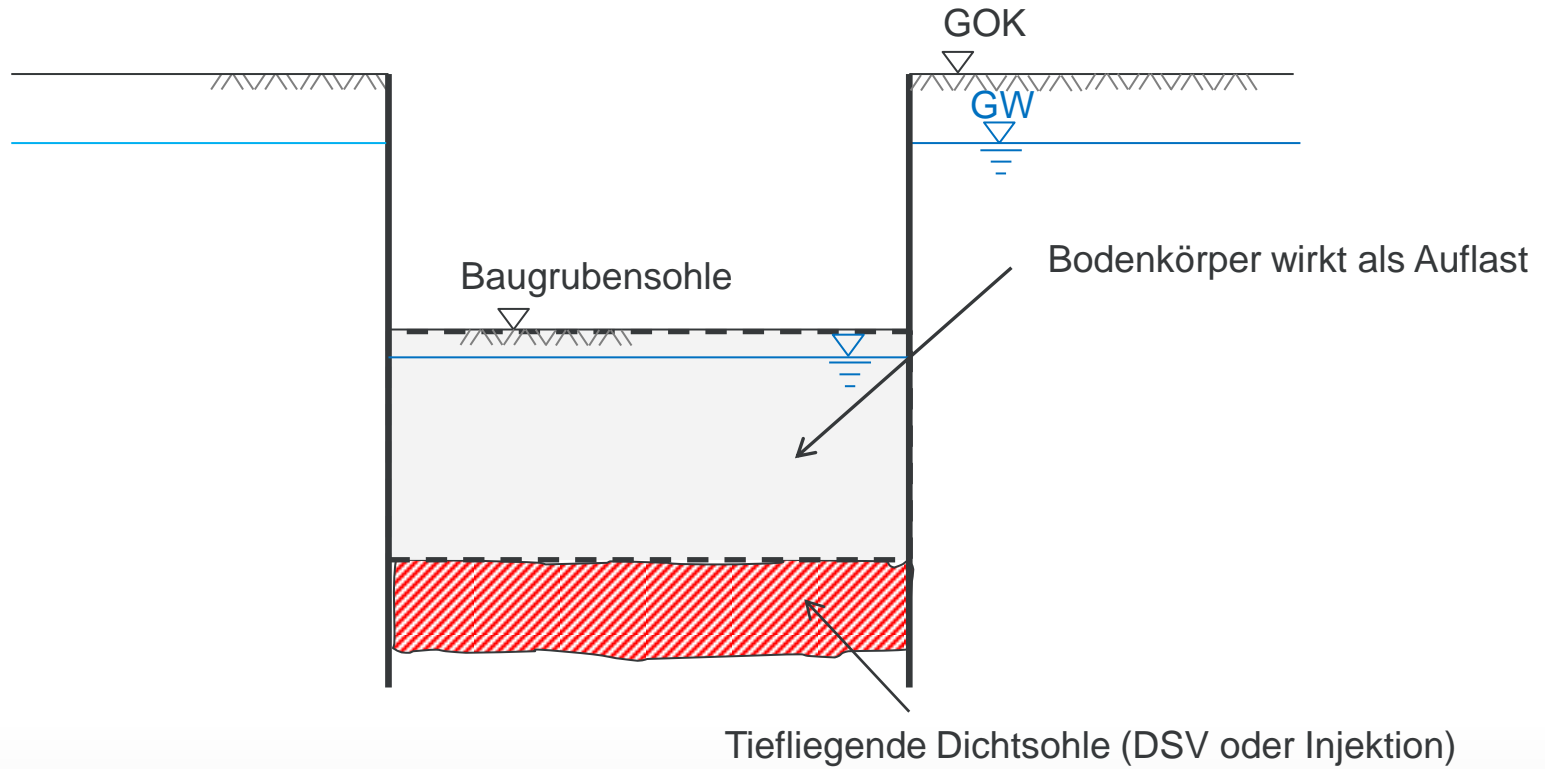 GOK
GW
Bodenkörper wirkt als Auflast
Baugrubensohle
Tiefliegende Dichtsohle (DSV oder Injektion)